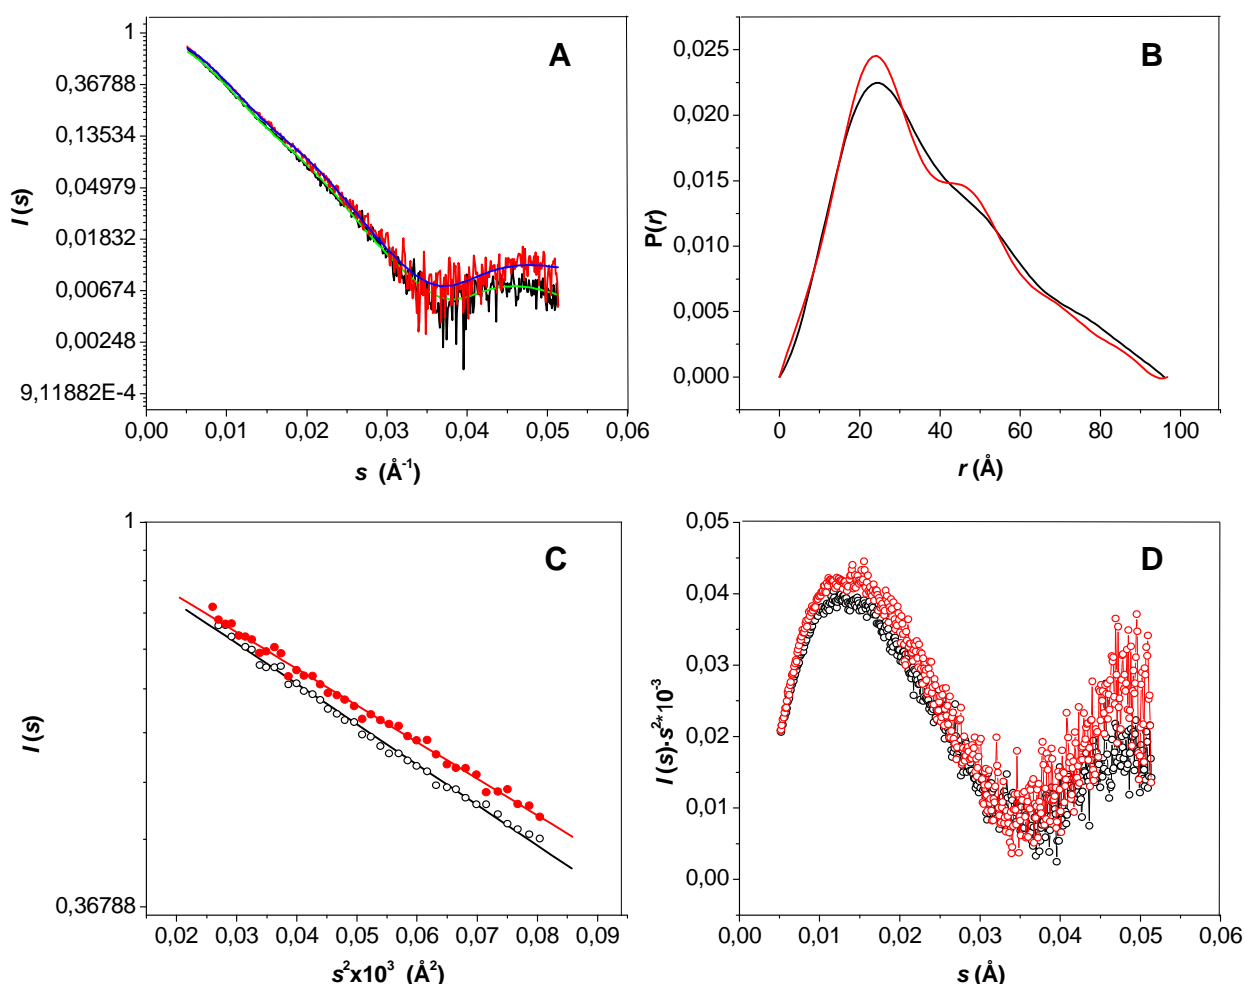 A
1
0,36788
0,13534
0,04979
0,01832
0,00674
0,00248
9,11882E-4
I (s)
0,00 0,01 0,02 0,03 0,04 0,05 0,06
s (Å-1)
B
0,025
0,020
0,015
0,010
0,005
0,000
P(r)
0 20 40 60 80 100
r (Å)
C
1
0,36788
I (s)
0,02 0,03 0,04 0,05 0,06 0,07 0,08 0,09
s2x103 (Å2)
D
0,05
0,04
0,03
0,02
0,01
0,00
I (s)·s2*10-3
0,00 0,01 0,02 0,03 0,04 0,05 0,06
s (Å)